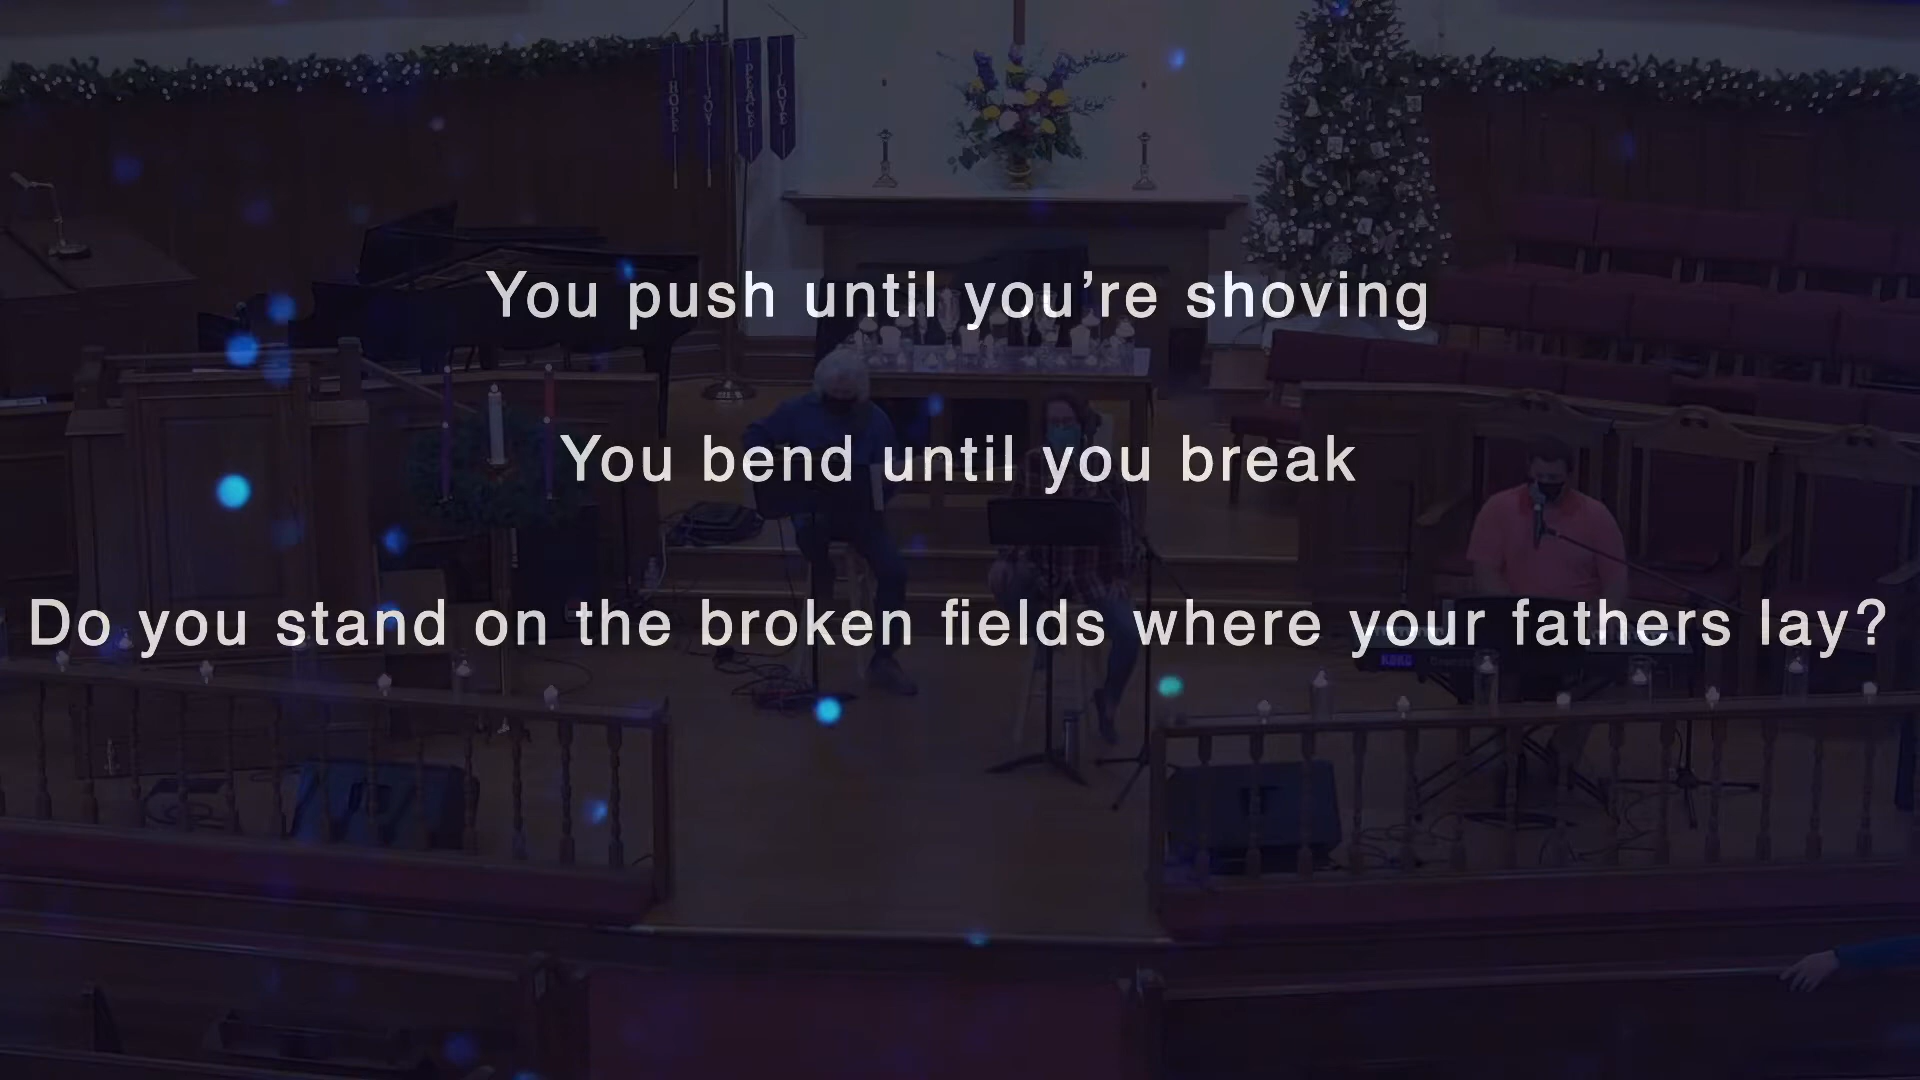 HOPE
JOY
PEACE
LOVE
You push until you’re shoving
You bend until you break
Do you stand on the broken fields where your fathers lay?
KORG